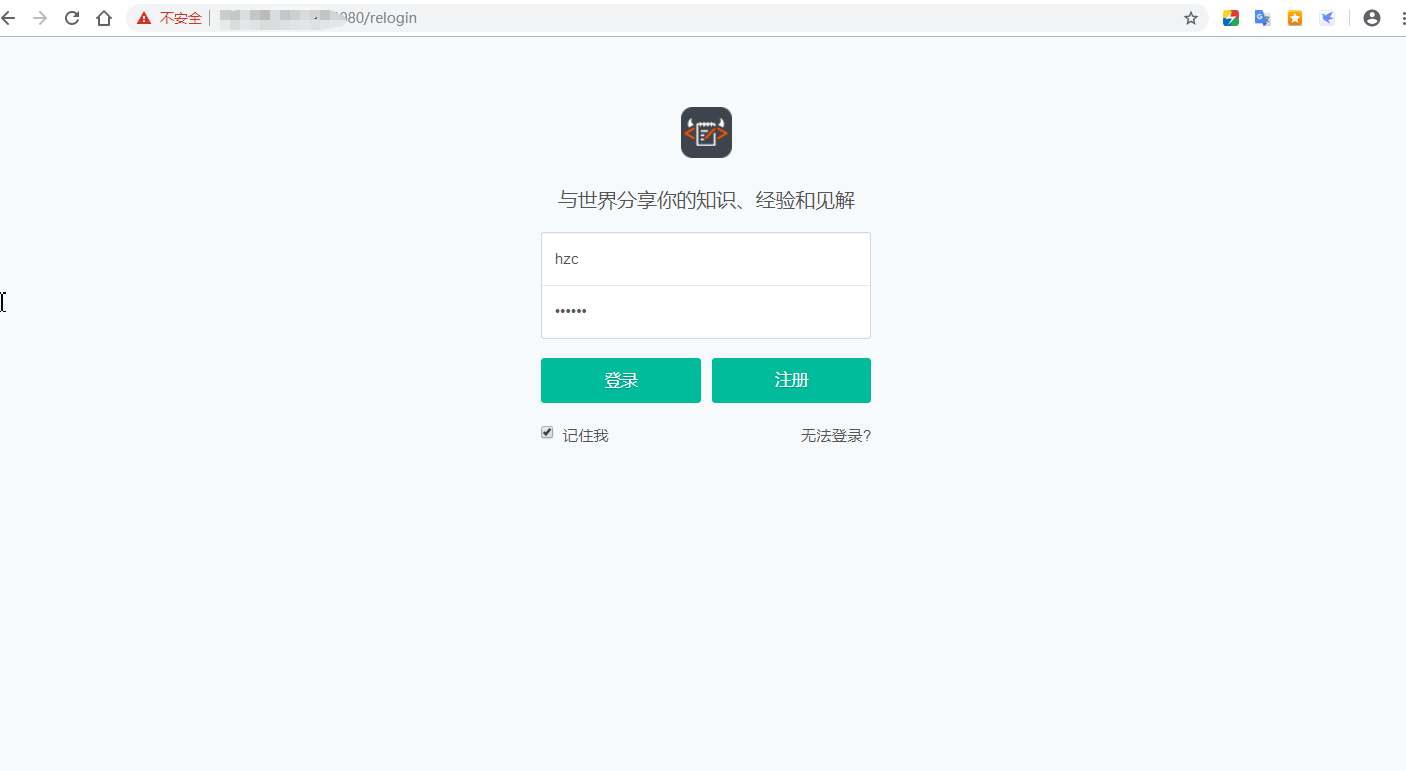 不安全 080/relogin
与世界分享你的知识、经验和见解
hzc
••••••
登录 注册
记住我 无法登录?